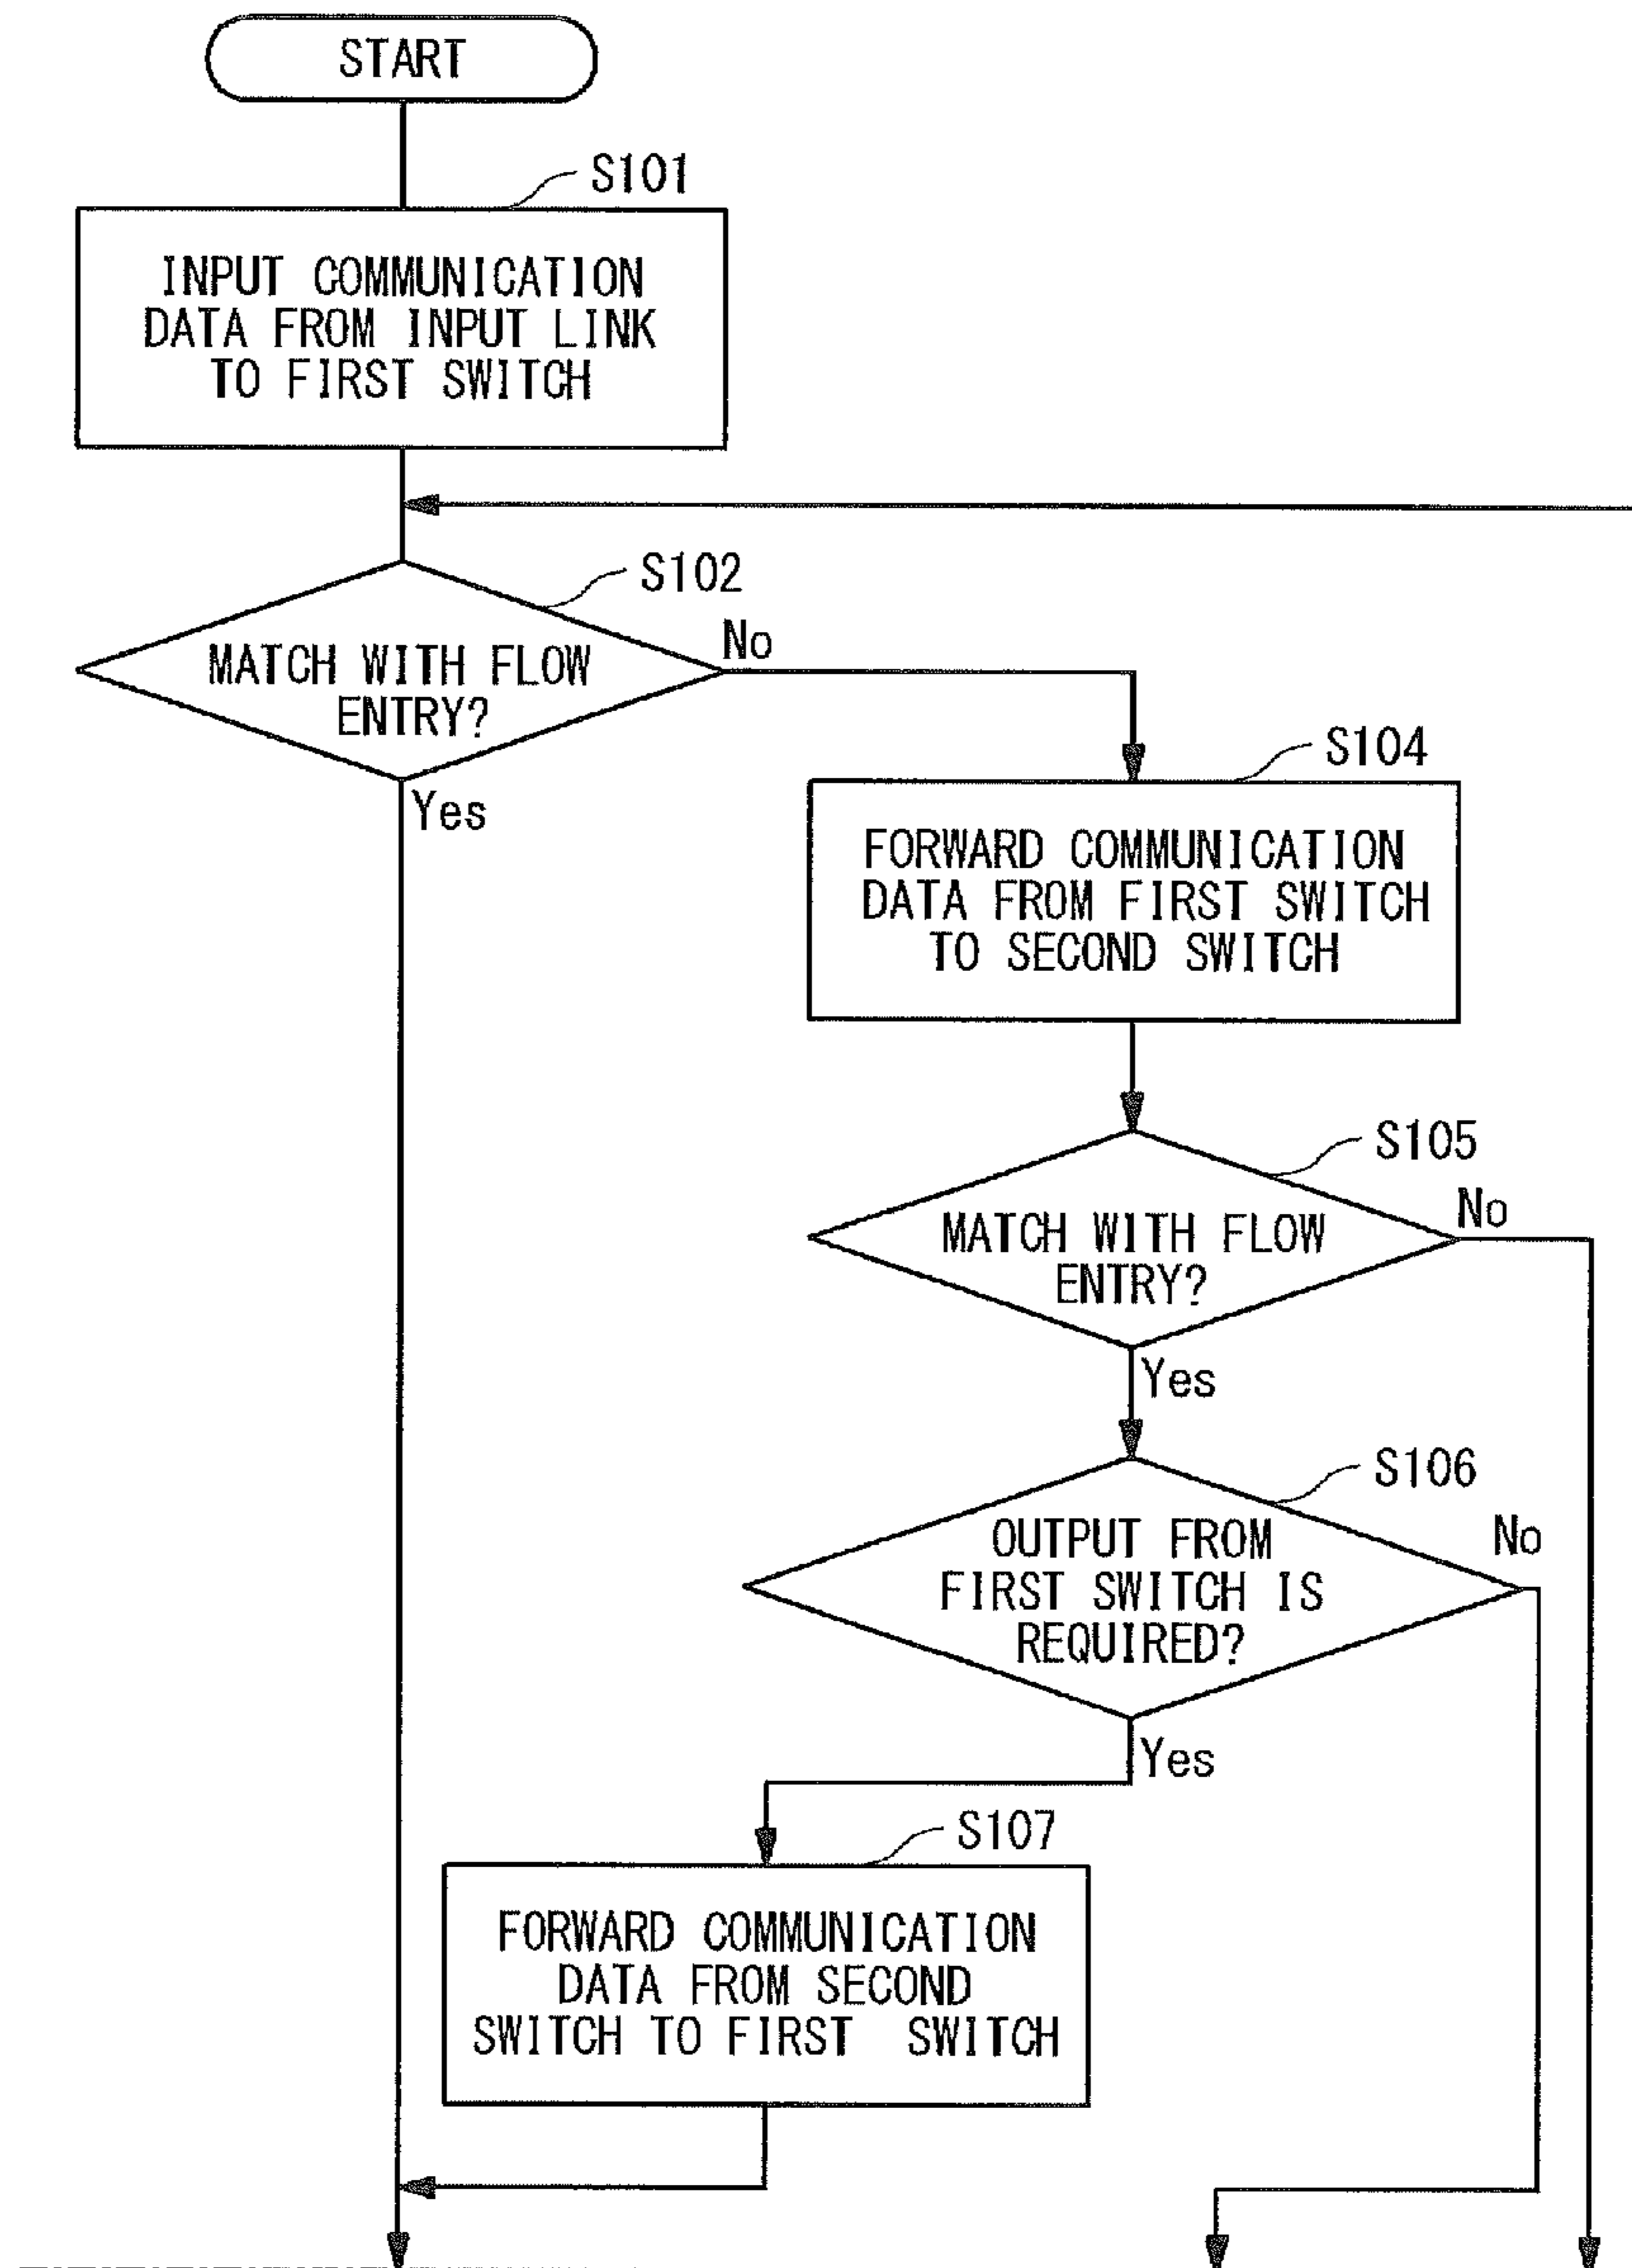 START
S101
INPUT COMMUNICATION
DATA FROM INPUT LINK
TO FIRST SWITCH
S102
MATCH WITH FLOW
ENTRY?
No
Yes
S104
FORWARD COMMUNICATION
DATA FROM FIRST SWITCH
TO SECOND SWITCH
S105
MATCH WITH FLOW
ENTRY?
No
Yes
S106
OUTPUT FROM
FIRST SWITCH IS
REQUIRED?
No
Yes
S107
FORWARD COMMUNICATION
DATA FROM SECOND
SWITCH TO FIRST SWITCH